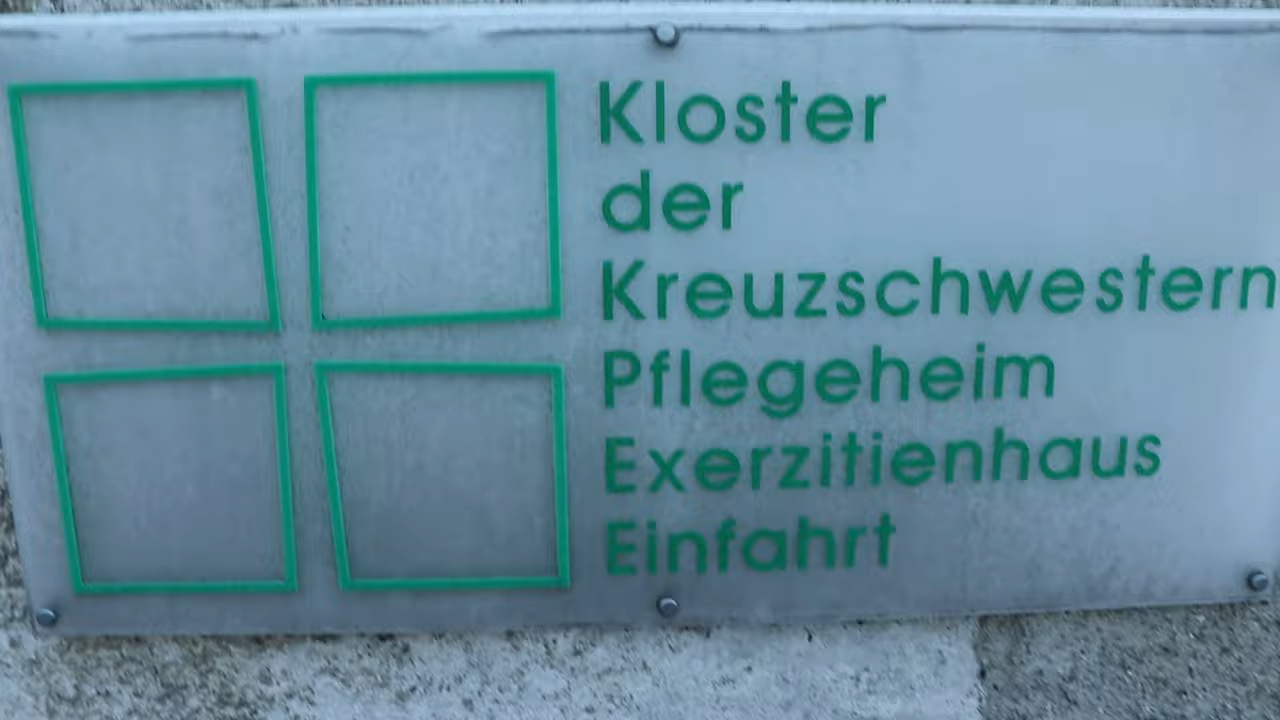 Kloster
der
Kreuzschwestern
Pflegeheim
Exerzitienhaus
Einfahrt